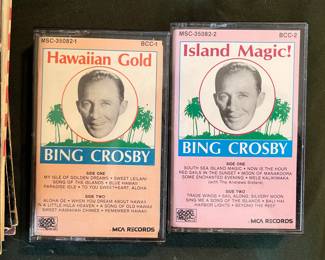 MSC-35082-1 BCC-1
Hawaiian Gold
BING CROSBY
SIDE ONE
MY ISLE OF GOLDEN DREAMS • SWEET LEILANI
SONG OF THE ISLANDS • BLUE HAWAII
PARADISE ISLE • TO YOU SWEETHEART, ALOHA
SIDE TWO
ALOHA OE • WHEN YOU DREAM ABOUT HAWAII
A LITTLE HULA HEAVEN • A SONG OF OLD HAWAII
SWEET HAWAIIAN CHIMES • REMEMBER HAWAII
MCA RECORDS
MSC-35082-2 BCC-2
Island Magic!
BING CROSBY
SIDE ONE
SOUTH SEA ISLAND MAGIC • NOW IS THE HOUR
RED SAILS IN THE SUNSET • MOON OF MANAKOORA
SOME ENCHANTED EVENING • MELE KALIKIMAKA
(with The Andrews Sisters)
SIDE TWO
TRADE WINDS • SAIL ALONG, SILVERY MOON
SING ME A SONG OF THE ISLANDS • BALI HAI
HARBOR LIGHTS • BEYOND THE REEF
MCA RECORDS